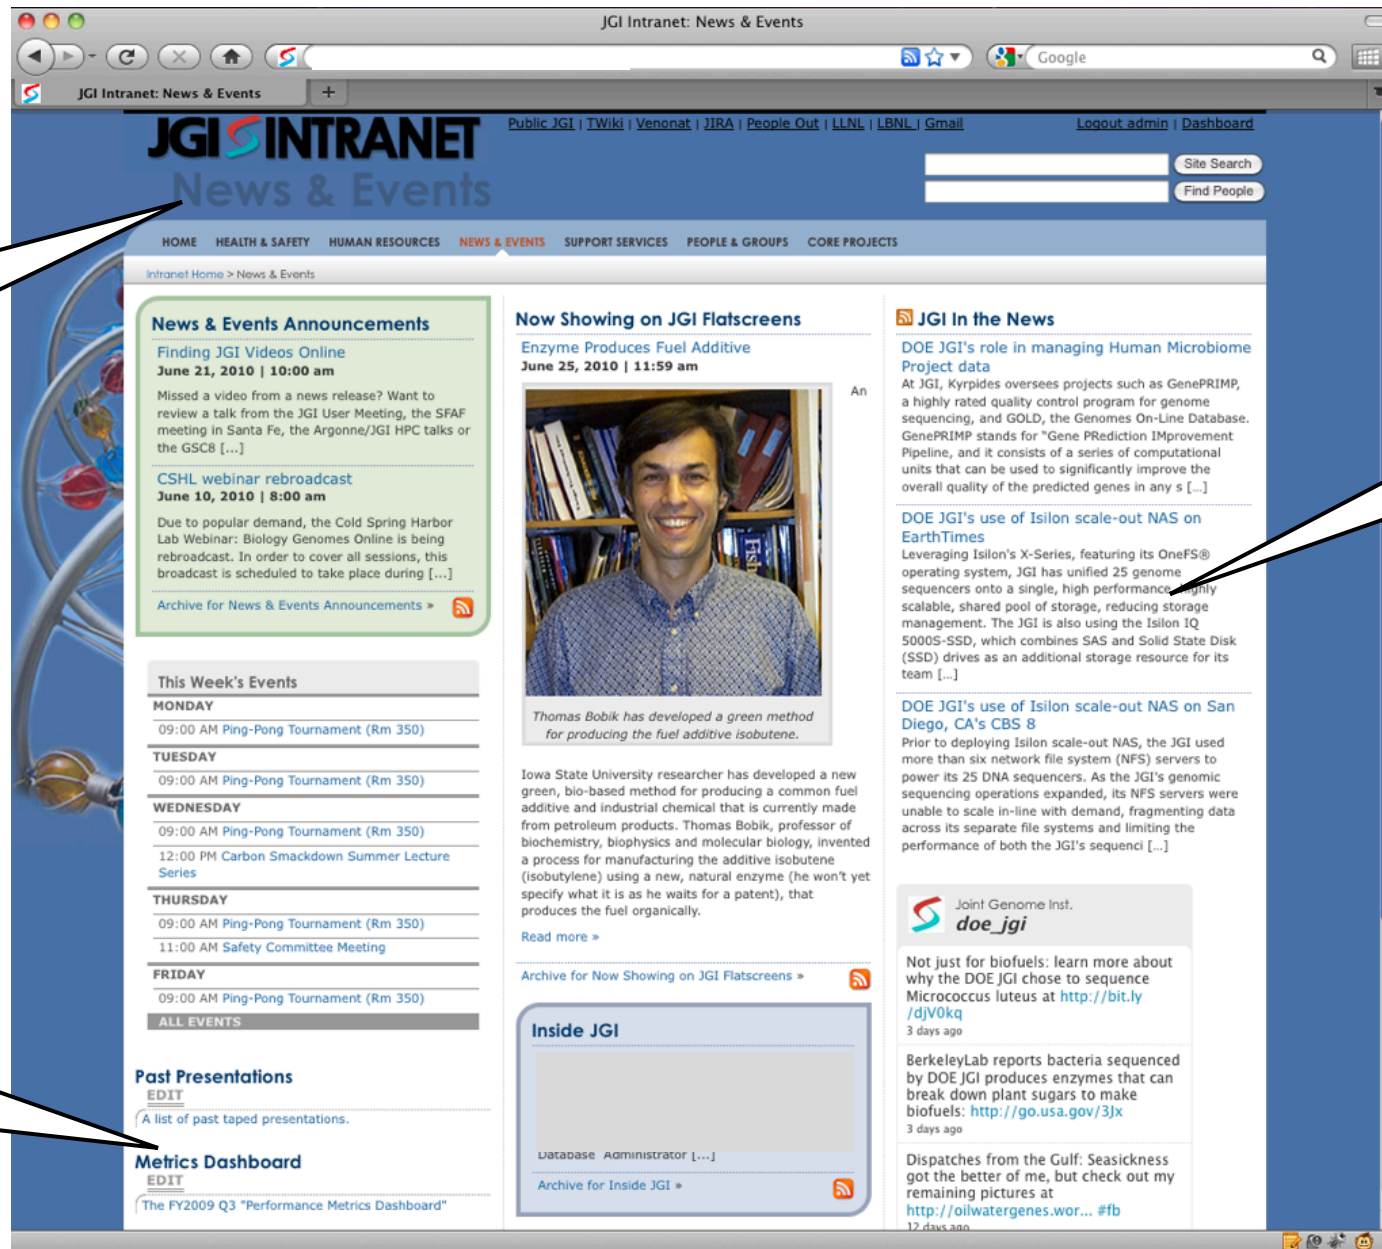 JGI Intranet: News & Events
Google
JGI Intranet: News & Events
JGI INTRANET
Public JGI | TWiki | Venonat | JIRA | People Out | LLNL | LBNL | Gmail
Logout admin | Dashboard
News & Events
Site Search
Find People
HOME HEALTH & SAFETY HUMAN RESOURCES NEWS & EVENTS SUPPORT SERVICES PEOPLE & GROUPS CORE PROJECTS
Intranet Home > News & Events
News & Events Announcements
Finding JGI Videos Online
June 21, 2010 | 10:00 am
Missed a video from a news release? Want to
review a talk from the JGI User Meeting, the SFAF
meeting in Santa Fe, the Argonne/JGI HPC talks or
the GSC8 [...]
CSHL webinar rebroadcast
June 10, 2010 | 8:00 am
Due to popular demand, the Cold Spring Harbor
Lab Webinar: Biology Genomes Online is being
rebroadcast. In order to cover all sessions, this
broadcast is scheduled to take place during [...]
Archive for News & Events Announcements »
This Week's Events
MONDAY
09:00 AM Ping-Pong Tournament (Rm 350)
TUESDAY
09:00 AM Ping-Pong Tournament (Rm 350)
WEDNESDAY
09:00 AM Ping-Pong Tournament (Rm 350)
12:00 PM Carbon Smackdown Summer Lecture
Series
THURSDAY
09:00 AM Ping-Pong Tournament (Rm 350)
11:00 AM Safety Committee Meeting
FRIDAY
09:00 AM Ping-Pong Tournament (Rm 350)
ALL EVENTS
Past Presentations
EDIT
A list of past taped presentations.
Metrics Dashboard
EDIT
The FY2009 Q3 "Performance Metrics Dashboard"
Now Showing on JGI Flatscreens
Enzyme Produces Fuel Additive
June 25, 2010 | 11:59 am
An
Fish
Thomas Bobik has developed a green method
for producing the fuel additive isobutene.
Iowa State University researcher has developed a new
green, bio-based method for producing a common fuel
additive and industrial chemical that is currently made
from petroleum products. Thomas Bobik, professor of
biochemistry, biophysics and molecular biology, invented
a process for manufacturing the additive isobutene
(isobutylene) using a new, natural enzyme (he won't yet
specify what it is as he waits for a patent), that
produces the fuel organically.
Read more »
Archive for Now Showing on JGI Flatscreens »
Inside JGI
Database Administrator [...]
Archive for Inside JGI »
JGI In the News
DOE JGI's role in managing Human Microbiome
Project data
At JGI, Kyrpides oversees projects such as GenePRIMP,
a highly rated quality control program for genome
sequencing, and GOLD, the Genomes On-Line Database.
GenePRIMP stands for "Gene PRediction IMprovement
Pipeline, and it consists of a series of computational
units that can be used to significantly improve the
overall quality of the predicted genes in any s [...]
DOE JGI's use of Isilon scale-out NAS on
EarthTimes
Leveraging Isilon's X-Series, featuring its OneFS®
operating system, JGI has unified 25 genome
sequencers onto a single, high performance, highly
scalable, shared pool of storage, reducing storage
management. The JGI is also using the Isilon IQ
5000S-SSD, which combines SAS and Solid State Disk
(SSD) drives as an additional storage resource for its
team [...]
DOE JGI's use of Isilon scale-out NAS on San
Diego, CA's CBS 8
Prior to deploying Isilon scale-out NAS, the JGI used
more than six network file system (NFS) servers to
power its 25 DNA sequencers. As the JGI's genomic
sequencing operations expanded, its NFS servers were
unable to scale in-line with demand, fragmenting data
across its separate file systems and limiting the
performance of both the JGI's sequenci [...]
Joint Genome Inst.
doe_jgi
Not just for biofuels: learn more about
why the DOE JGI chose to sequence
Micrococcus luteus at http://bit.ly
/djV0kq
3 days ago
BerkeleyLab reports bacteria sequenced
by DOE JGI produces enzymes that can
break down plant sugars to make
biofuels: http://go.usa.gov/3Jx
3 days ago
Dispatches from the Gulf: Seasickness
got the better of me, but check out my
remaining pictures at
http://oilwatergenes.wor... #fb
12 days ago